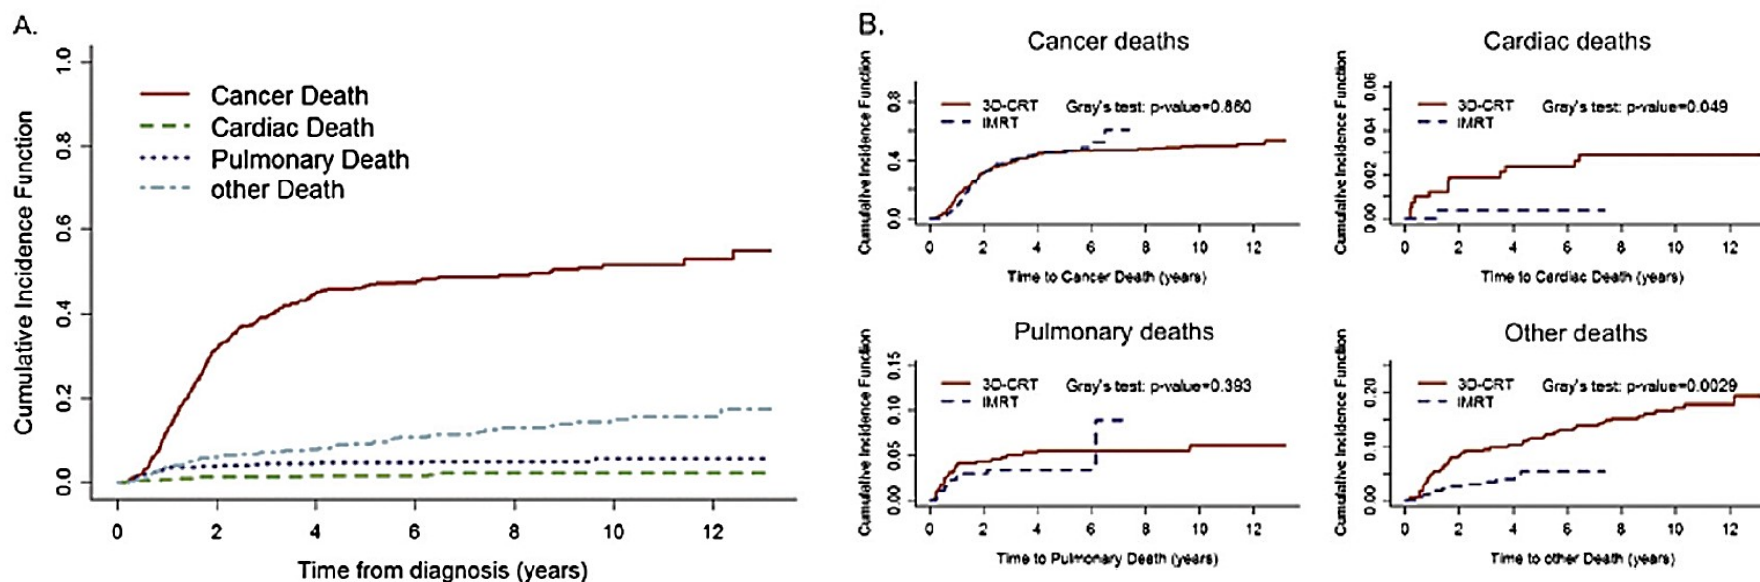 A.
Cumulative Incidence Function
1.0
0.8
0.6
0.4
0.2
0.0
Cancer Death
Cardiac Death
Pulmonary Death
other Death
0 2 4 6 8 10 12
Time from diagnosis (years)
B.
Cancer deaths
Cumulative Incidence Function
0.8
0.4
0.0
3D-CRT
IMRT
Gray's test: p-value=0.860
0 2 4 6 8 10 12
Time to Cancer Death (years)
Cardiac deaths
Cumulative Incidence Function
0.06
0.04
0.02
0.00
3D-CRT
IMRT
Gray's test: p-value=0.049
0 2 4 6 8 10 12
Time to Cardiac Death (years)
Pulmonary deaths
Cumulative Incidence Function
0.15
0.10
0.05
0.00
3D-CRT
IMRT
Gray's test: p-value=0.393
0 2 4 6 8 10 12
Time to Pulmonary Death (years)
Other deaths
Cumulative Incidence Function
0.20
0.10
0.00
3D-CRT
IMRT
Gray's test: p-value=0.0029
0 2 4 6 8 10 12
Time to other Death (years)